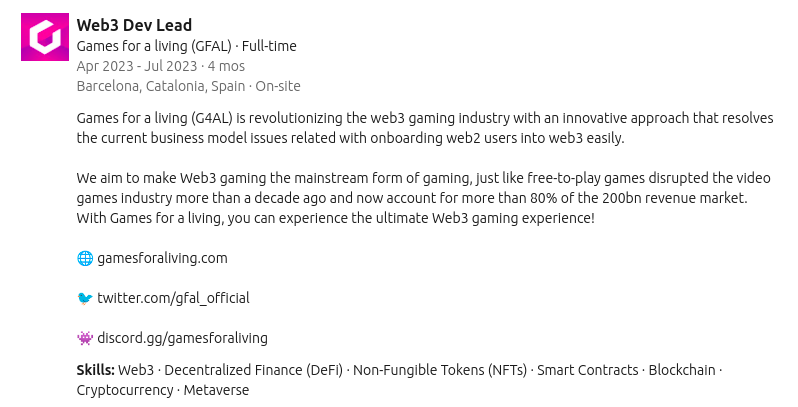 Web3 Dev Lead
Games for a living (GFAL) · Full-time
Apr 2023 - Jul 2023 · 4 mos
Barcelona, Catalonia, Spain · On-site
Games for a living (G4AL) is revolutionizing the web3 gaming industry with an innovative approach that resolves
the current business model issues related with onboarding web2 users into web3 easily.
We aim to make Web3 gaming the mainstream form of gaming, just like free-to-play games disrupted the video
games industry more than a decade ago and now account for more than 80% of the 200bn revenue market.
With Games for a living, you can experience the ultimate Web3 gaming experience!
🌐 gamesforaliving.com
🐦 twitter.com/gfal_official
👾 discord.gg/gamesforaliving
Skills: Web3 · Decentralized Finance (DeFi) · Non-Fungible Tokens (NFTs) · Smart Contracts · Blockchain ·
Cryptocurrency · Metaverse